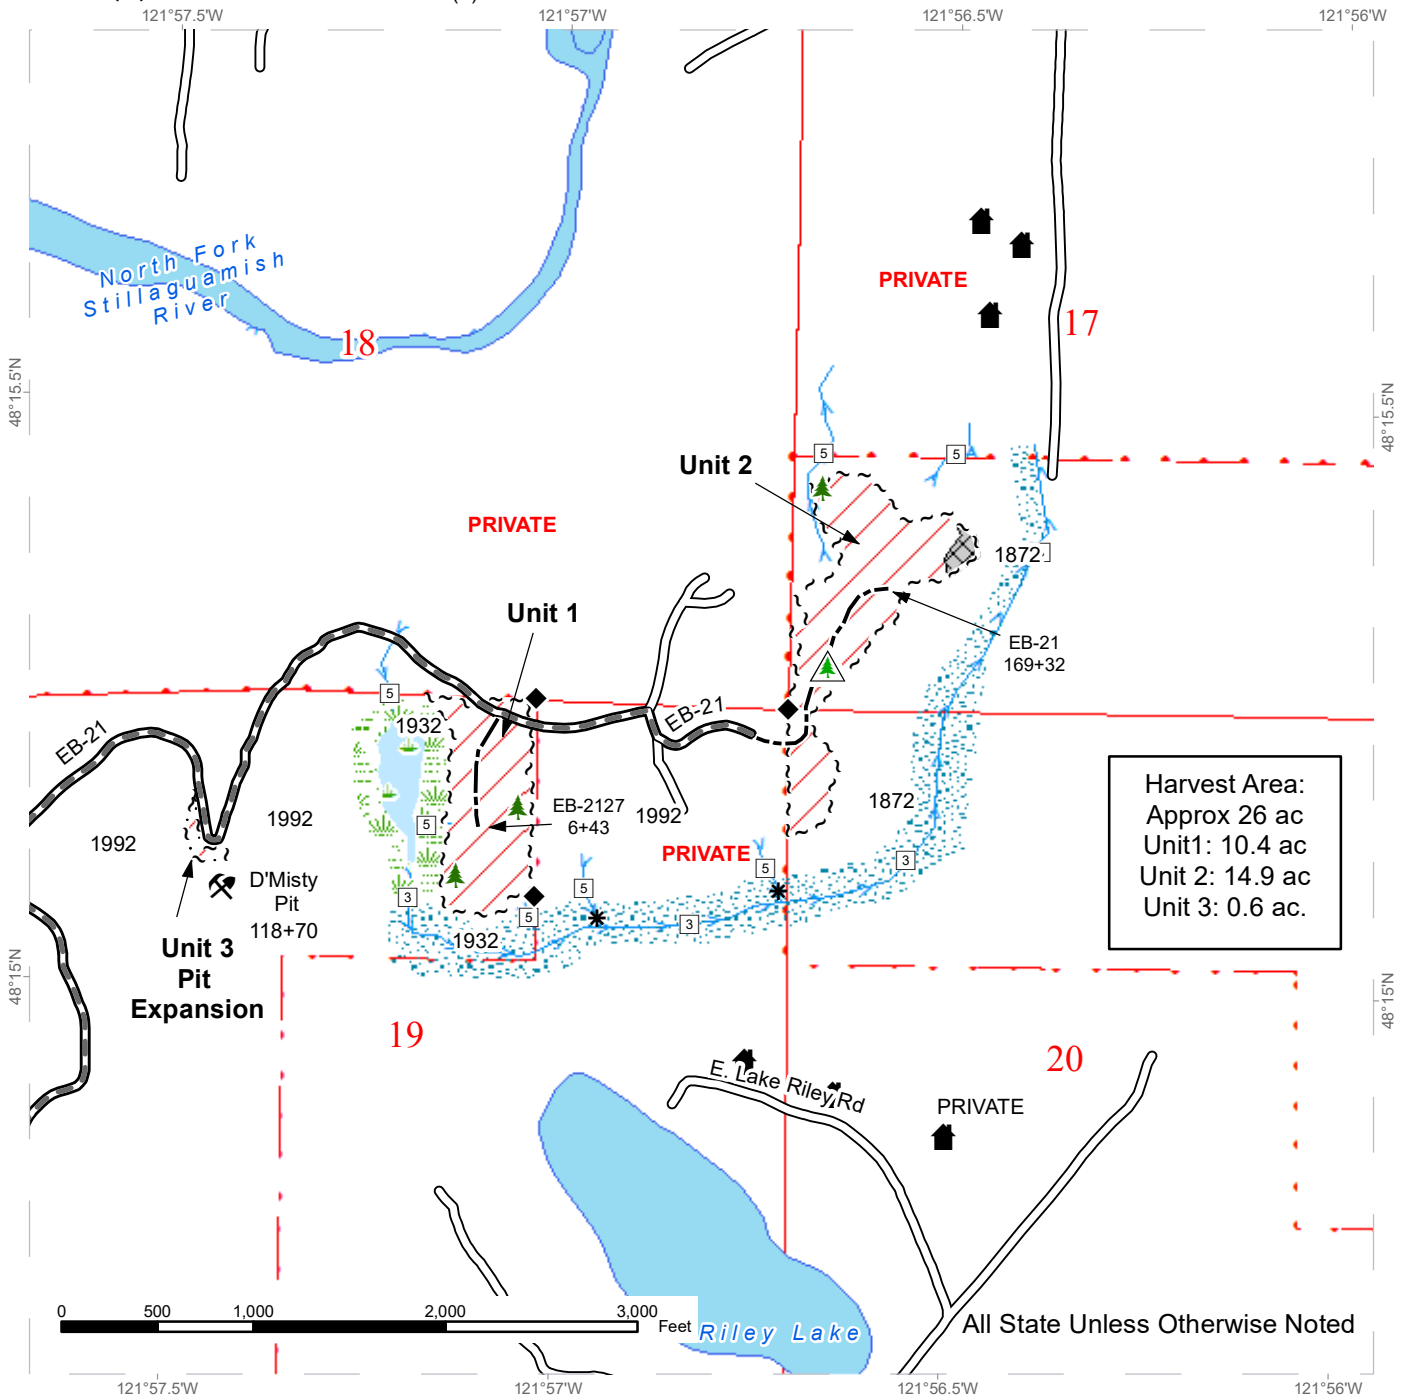 121°57.5'W
121°57'W
121°56.5'W
121°56'W
North Fork
Stillaguamish
River
18
PRIVATE
17
48°15.5'N
48°15.5'N
5
5
Unit 2
PRIVATE
1872
Unit 1
EB-21
169+32
5
1932
EB-21
EB-21
Harvest Area:
Approx 26 ac
Unit1: 10.4 ac
Unit 2: 14.9 ac
Unit 3: 0.6 ac.
1992
1992
5
EB-2127
6+43
1992
1872
PRIVATE
5
3
D'Misty
Pit
118+70
3
5
5
3
1932
Unit 3
Pit
Expansion
48°15'N
48°15'N
19
20
E. Lake Riley Rd
PRIVATE
0
500
1,000
2,000
3,000
Feet
Riley Lake
All State Unless Otherwise Noted
121°57.5'W
121°57'W
121°56.5'W
121°56'W